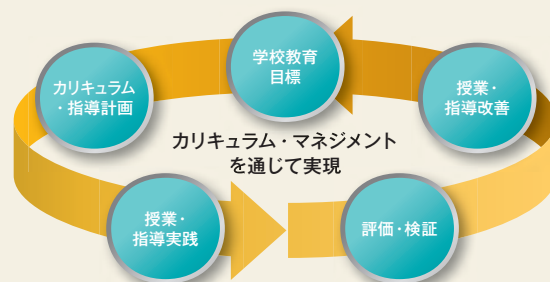 学校教育
目標
カリキュラム
・指導計画
授業・
指導改善
カリキュラム・マネジメント
を通じて実現
授業・
指導実践
評価・検証